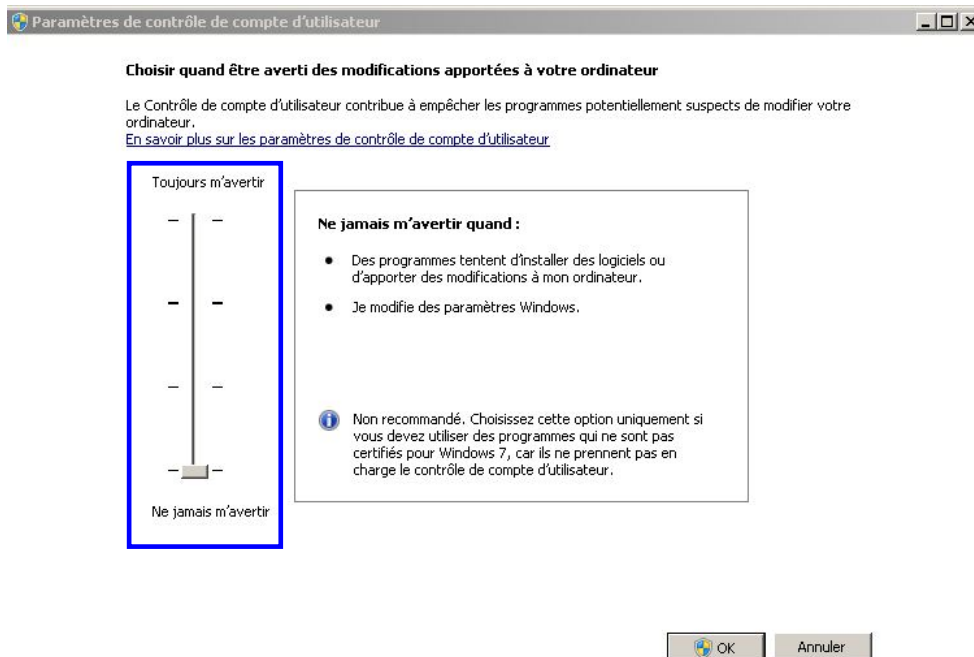 Paramètres de contrôle de compte d'utilisateur
Choisir quand être averti des modifications apportées à votre ordinateur
Le Contrôle de compte d'utilisateur contribue à empêcher les programmes potentiellement suspects de modifier votre
ordinateur.
En savoir plus sur les paramètres de contrôle de compte d'utilisateur
Toujours m'avertir
Ne jamais m'avertir quand :
Des programmes tentent d'installer des logiciels ou
d'apporter des modifications à mon ordinateur.
Je modifie des paramètres Windows.
Non recommandé. Choisissez cette option uniquement si
vous devez utiliser des programmes qui ne sont pas
certifiés pour Windows 7, car ils ne prennent pas en
charge le contrôle de compte d'utilisateur.
Ne jamais m'avertir
OK
Annuler